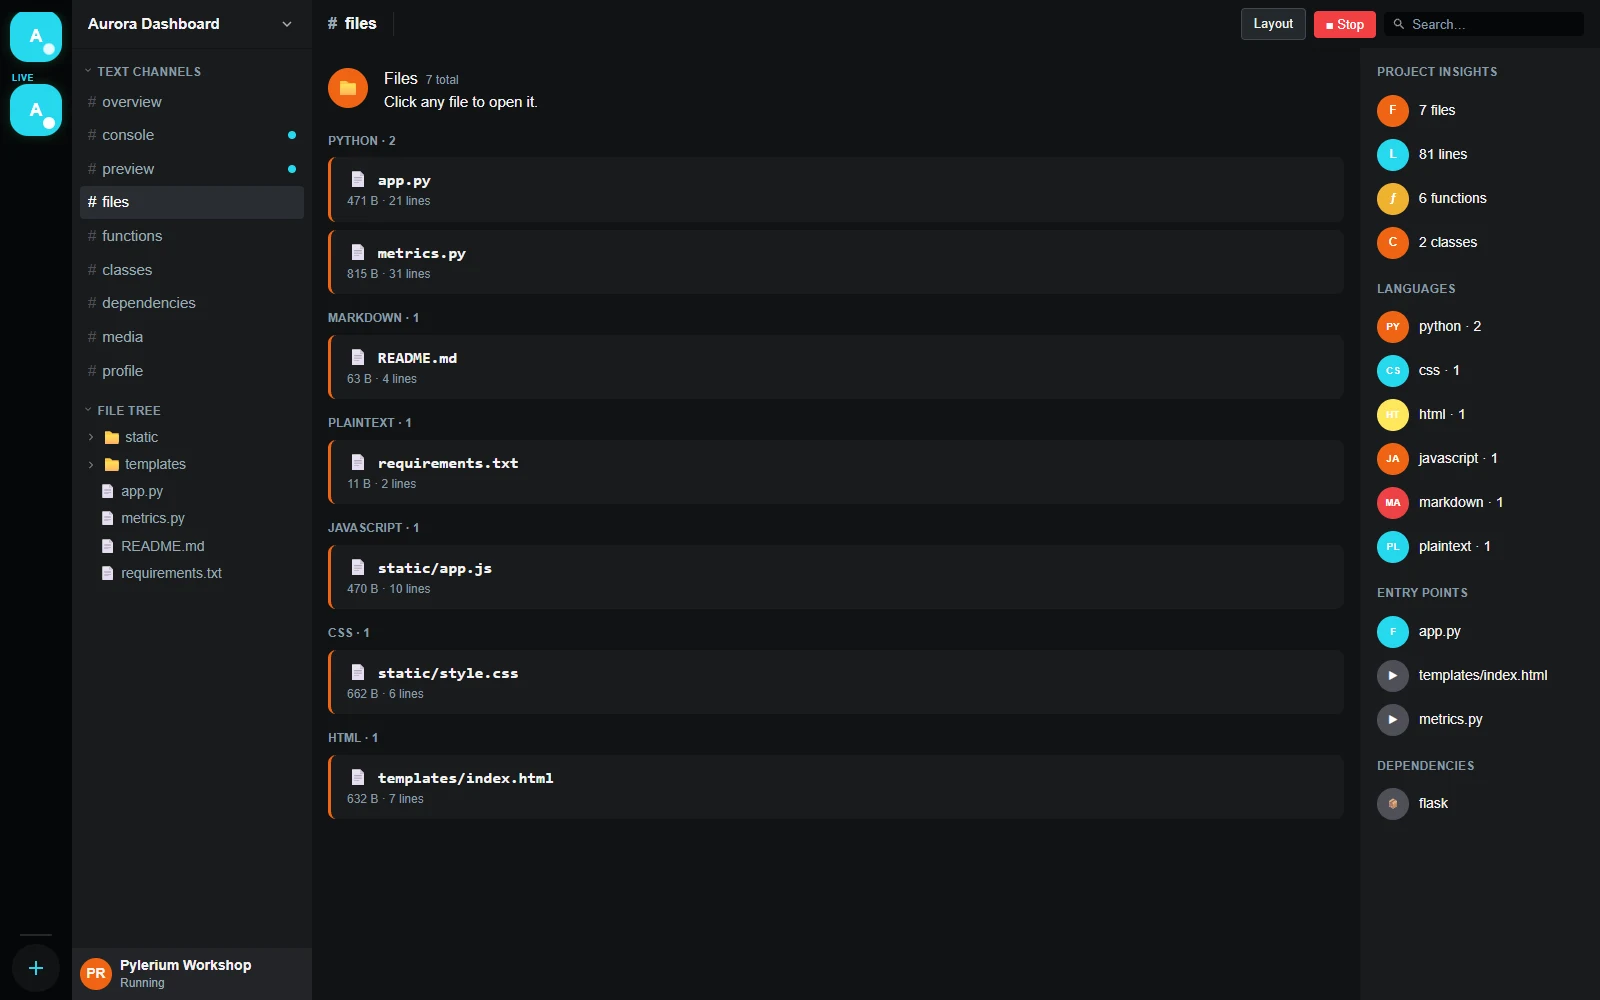 A
LIVE
A
Aurora Dashboard
TEXT CHANNELS
# overview
# console
# preview
# files
# functions
# classes
# dependencies
# media
# profile
FILE TREE
static
templates
app.py
metrics.py
README.md
requirements.txt
PR
Pylerium Workshop
Running
# files
Layout
Stop
Search...
Files 7 total
Click any file to open it.
PYTHON · 2
app.py
471 B · 21 lines
metrics.py
815 B · 31 lines
MARKDOWN · 1
README.md
63 B · 4 lines
PLAINTEXT · 1
requirements.txt
11 B · 2 lines
JAVASCRIPT · 1
static/app.js
470 B · 10 lines
CSS · 1
static/style.css
662 B · 6 lines
HTML · 1
templates/index.html
632 B · 7 lines
PROJECT INSIGHTS
F 7 files
L 81 lines
ƒ 6 functions
C 2 classes
LANGUAGES
PY python · 2
CS css · 1
HT html · 1
JA javascript · 1
MA markdown · 1
PL plaintext · 1
ENTRY POINTS
F app.py
templates/index.html
metrics.py
DEPENDENCIES
flask